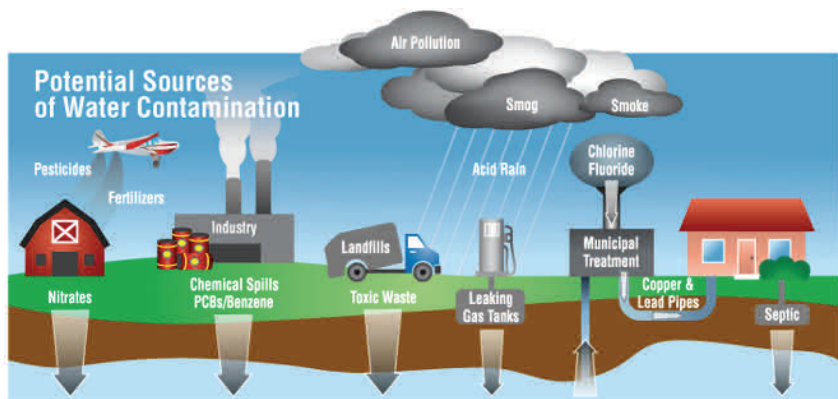 Air Pollution
Potential Sources
of Water Contamination
Smog
Smoke
Pesticides
Fertilizers
Acid Rain
Chlorine
Fluoride
Industry
Landfills
Municipal
Treatment
Nitrates
Chemical Spills
PCBs/Benzene
Toxic Waste
Leaking
Gas Tanks
Copper &
Lead Pipes
Septic